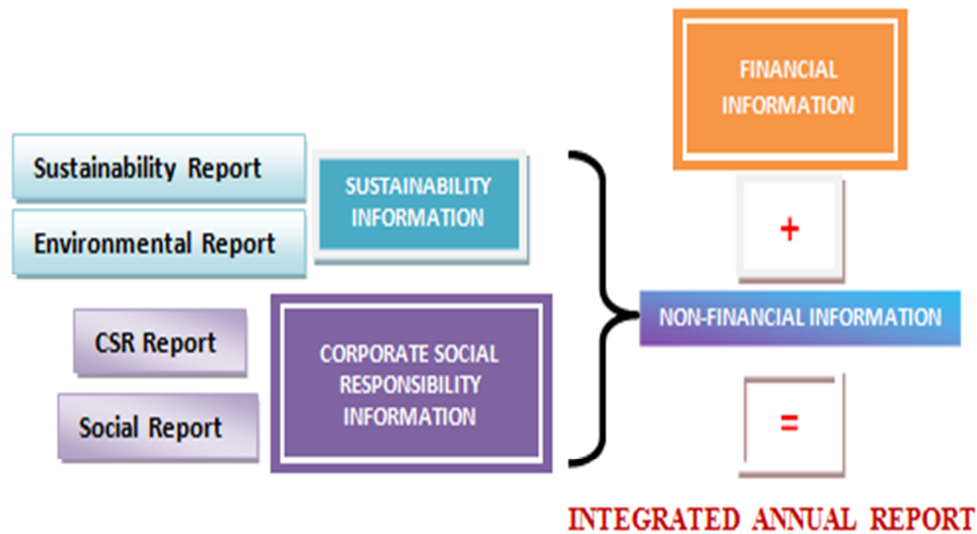 Sustainability Report
Environmental Report
SUSTAINABILITY
INFORMATION
CSR Report
Social Report
CORPORATE SOCIAL
RESPONSIBILITY
INFORMATION
FINANCIAL
INFORMATION
+
NON-FINANCIAL INFORMATION
=
INTEGRATED ANNUAL REPORT